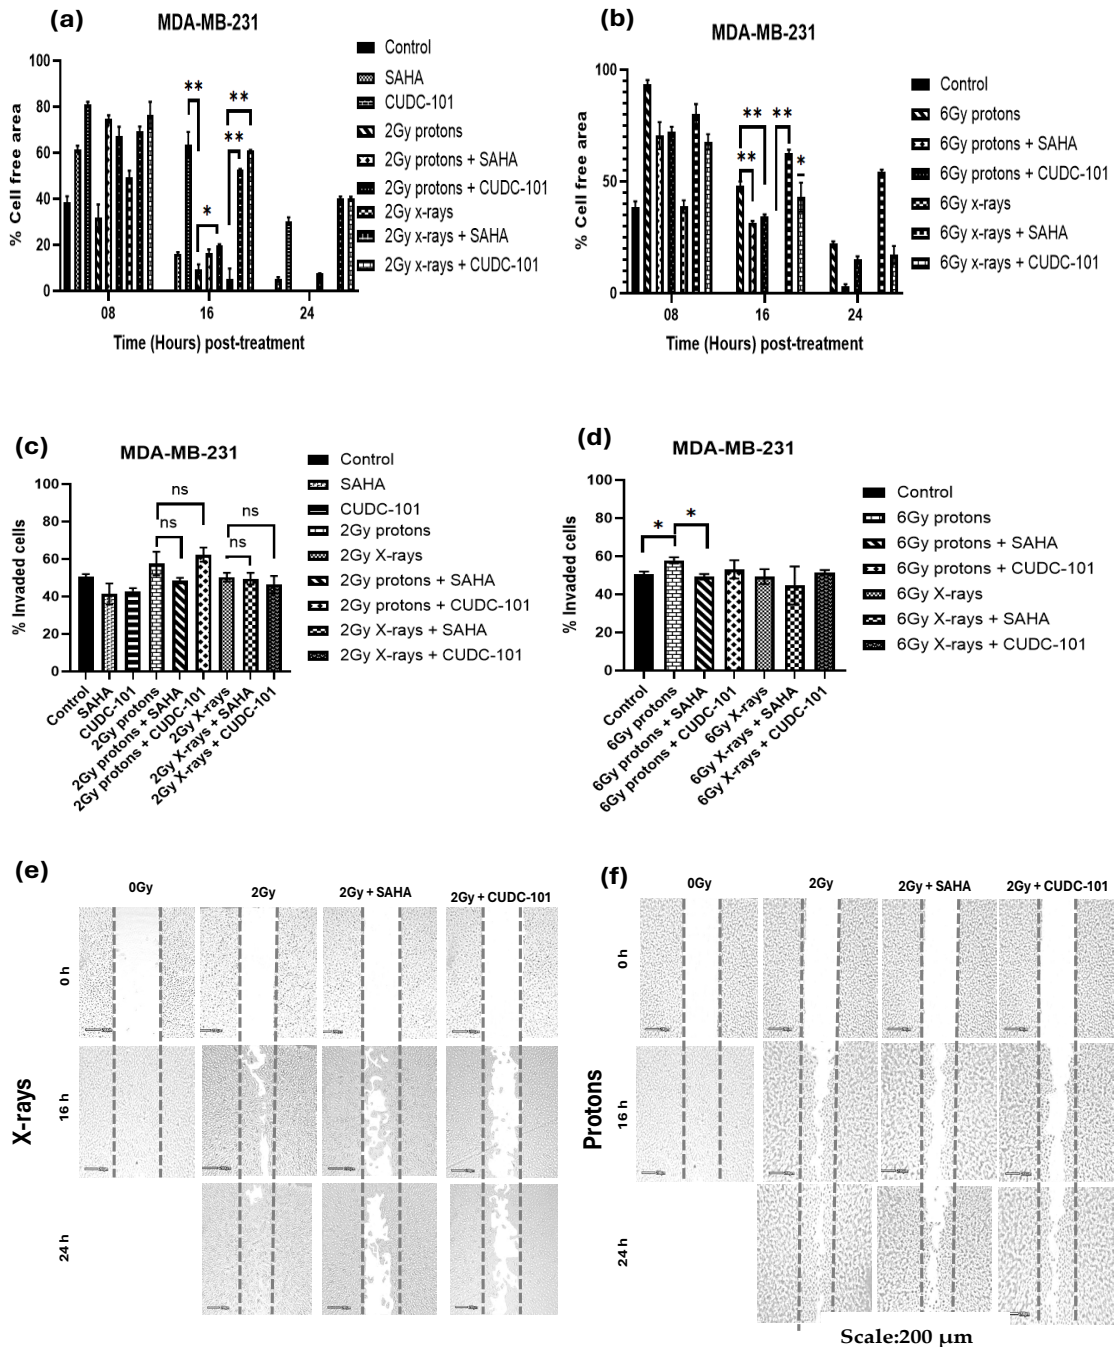 (a)
MDA-MB-231
% Cell free area
100
80
60
40
20
0
**
**
**
*
08
16
24
Time (Hours) post-treatment
Control
SAHA
CUDC-101
2Gy protons
2Gy protons + SAHA
2Gy protons + CUDC-101
2Gy x-rays
2Gy x-rays + SAHA
2Gy x-rays + CUDC-101
(b)
MDA-MB-231
% Cell free area
100
50
0
**
**
**
*
08
16
24
Time (Hours) post-treatment
Control
6Gy protons
6Gy protons + SAHA
6Gy protons + CUDC-101
6Gy x-rays
6Gy x-rays + SAHA
6Gy x-rays + CUDC-101
(c)
MDA-MB-231
% Invaded cells
100
80
60
40
20
0
ns
ns
ns
ns
Control
SAHA
CUDC-101
2Gy protons
2Gy protons + SAHA
2Gy protons + CUDC-101
2Gy X-rays
2Gy X-rays + SAHA
2Gy X-rays + CUDC-101
Control
SAHA
CUDC-101
2Gy protons
2Gy X-rays
2Gy protons + SAHA
2Gy protons + CUDC-101
2Gy X-rays + SAHA
2Gy X-rays + CUDC-101
(d)
MDA-MB-231
% Invaded cells
100
80
60
40
20
0
*
*
Control
6Gy protons
6Gy protons + SAHA
6Gy protons + CUDC-101
6Gy X-rays
6Gy X-rays + SAHA
6Gy X-rays + CUDC-101
Control
6Gy protons
6Gy protons + SAHA
6Gy protons + CUDC-101
6Gy X-rays
6Gy X-rays + SAHA
6Gy X-rays + CUDC-101
(e)
0Gy
2Gy
2Gy + SAHA
2Gy + CUDC-101
X-rays
0 h
16 h
24 h
(f)
0Gy
2Gy
2Gy + SAHA
2Gy + CUDC-101
Protons
0 h
16 h
24 h
Scale:200 µm